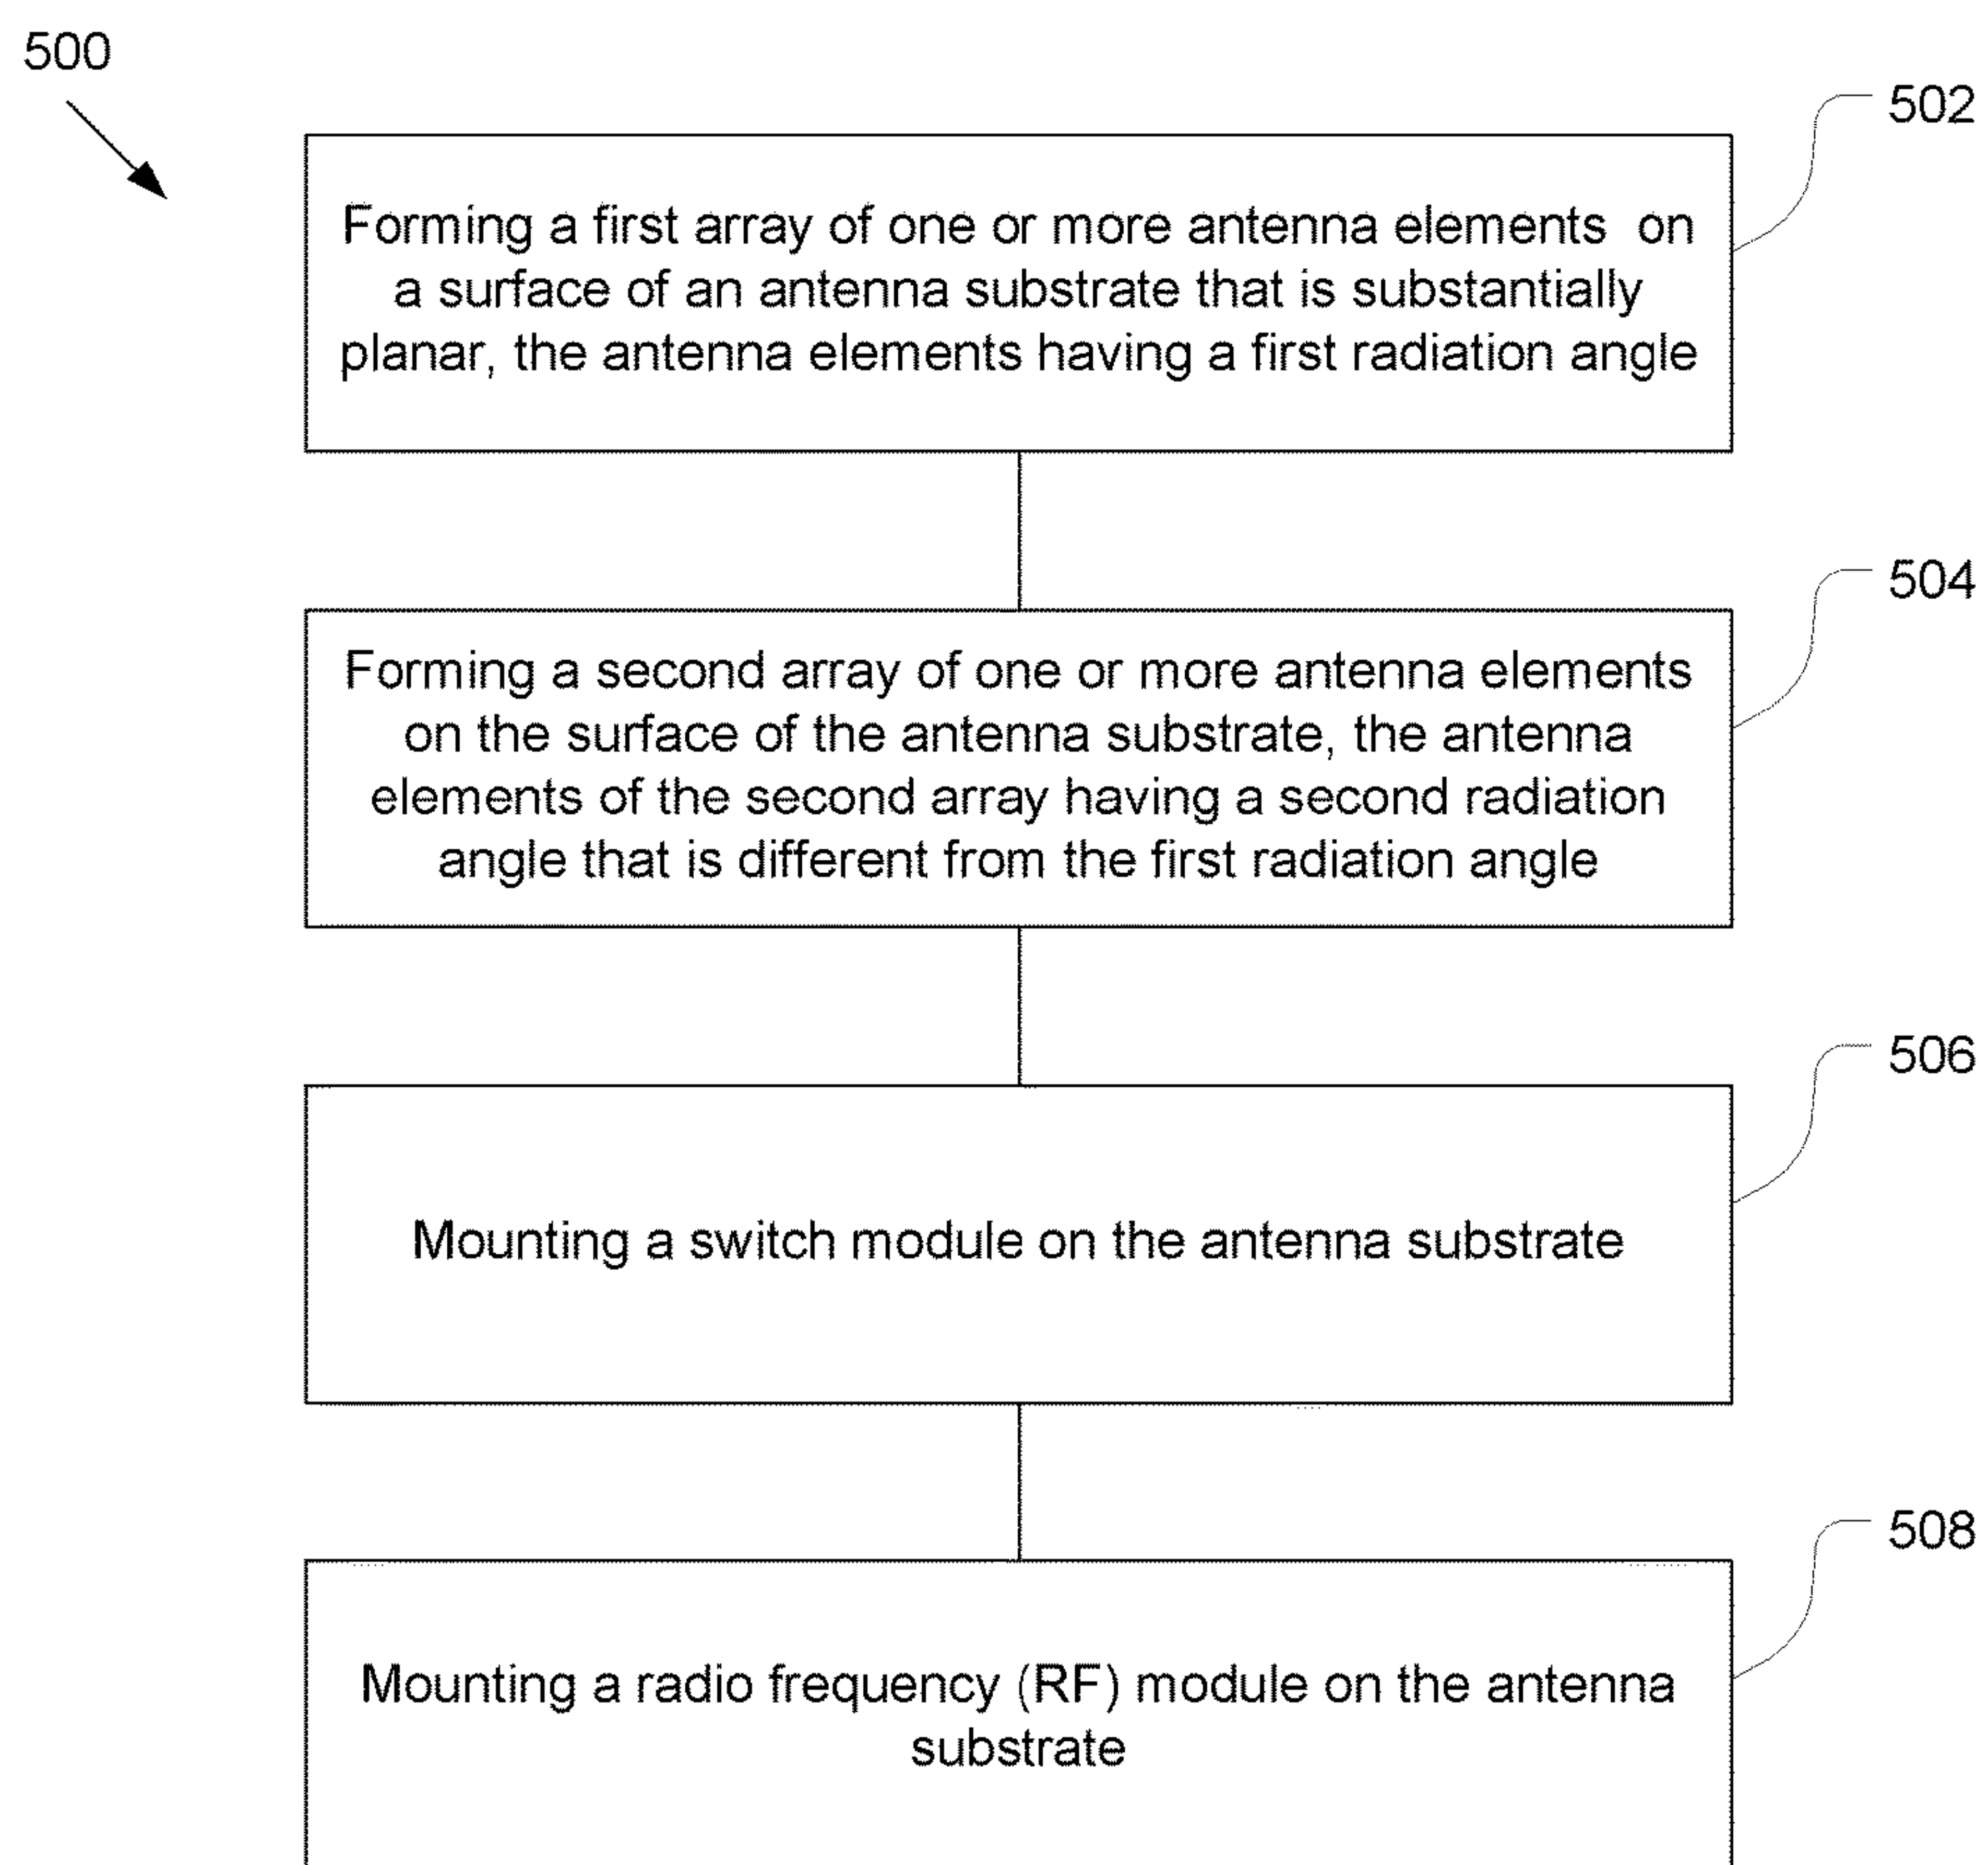 500
502
Forming a first array of one or more antenna elements on
a surface of an antenna substrate that is substantially
planar, the antenna elements having a first radiation angle
504
Forming a second array of one or more antenna elements
on the surface of the antenna substrate, the antenna
elements of the second array having a second radiation
angle that is different from the first radiation angle
506
Mounting a switch module on the antenna substrate
508
Mounting a radio frequency (RF) module on the antenna
substrate